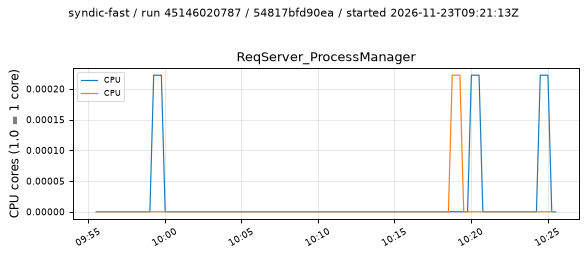 syndic-fast / run 45146020787 / 54817bfd90ea / started 2026-11-23T09:21:13Z
ReqServer_ProcessManager
CPU
CPU
CPU cores (1.0 = 1 core)
0.00020
0.00015
0.00010
0.00005
0.00000
09:55
10:00
10:05
10:10
10:15
10:20
10:25